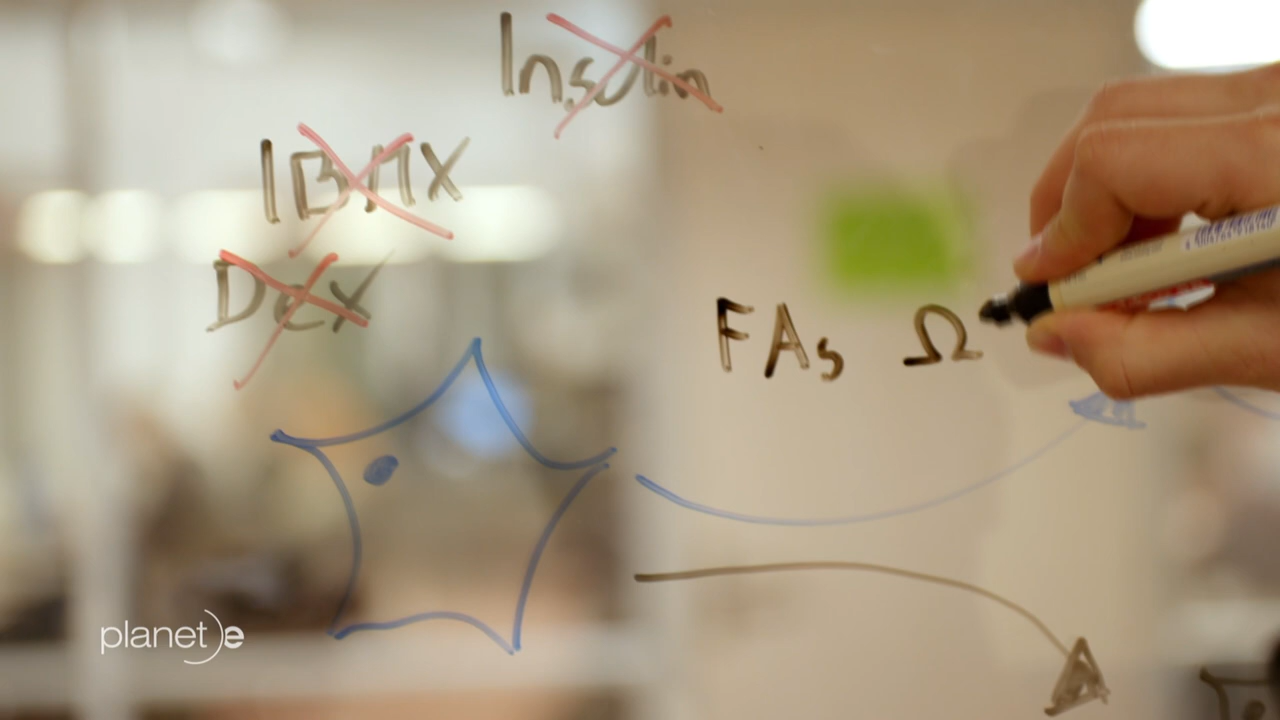 Insulin
IBMX
Dex
FAs Ω
planet e